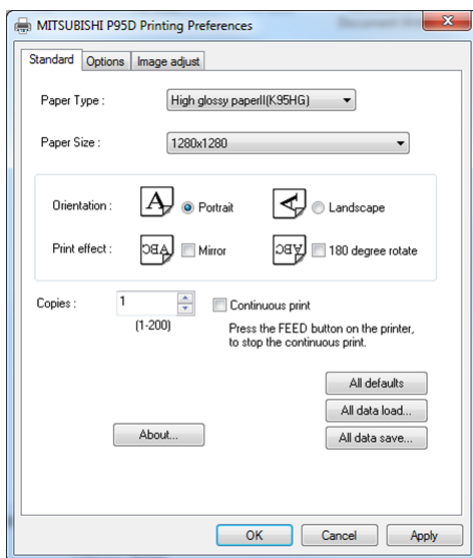 MITSUBISHI P95D Printing Preferences
Standard Options Image adjust
Paper Type : High glossy paperII(K95HG)
Paper Size : 1280x1280
Orientation : A Portrait A Landscape
Print effect : ABC Mirror ABC 180 degree rotate
Copies : 1 Continuous print
(1-200) Press the FEED button on the printer,
to stop the continuous print.
All defaults
All data load...
About... All data save...
OK Cancel Apply